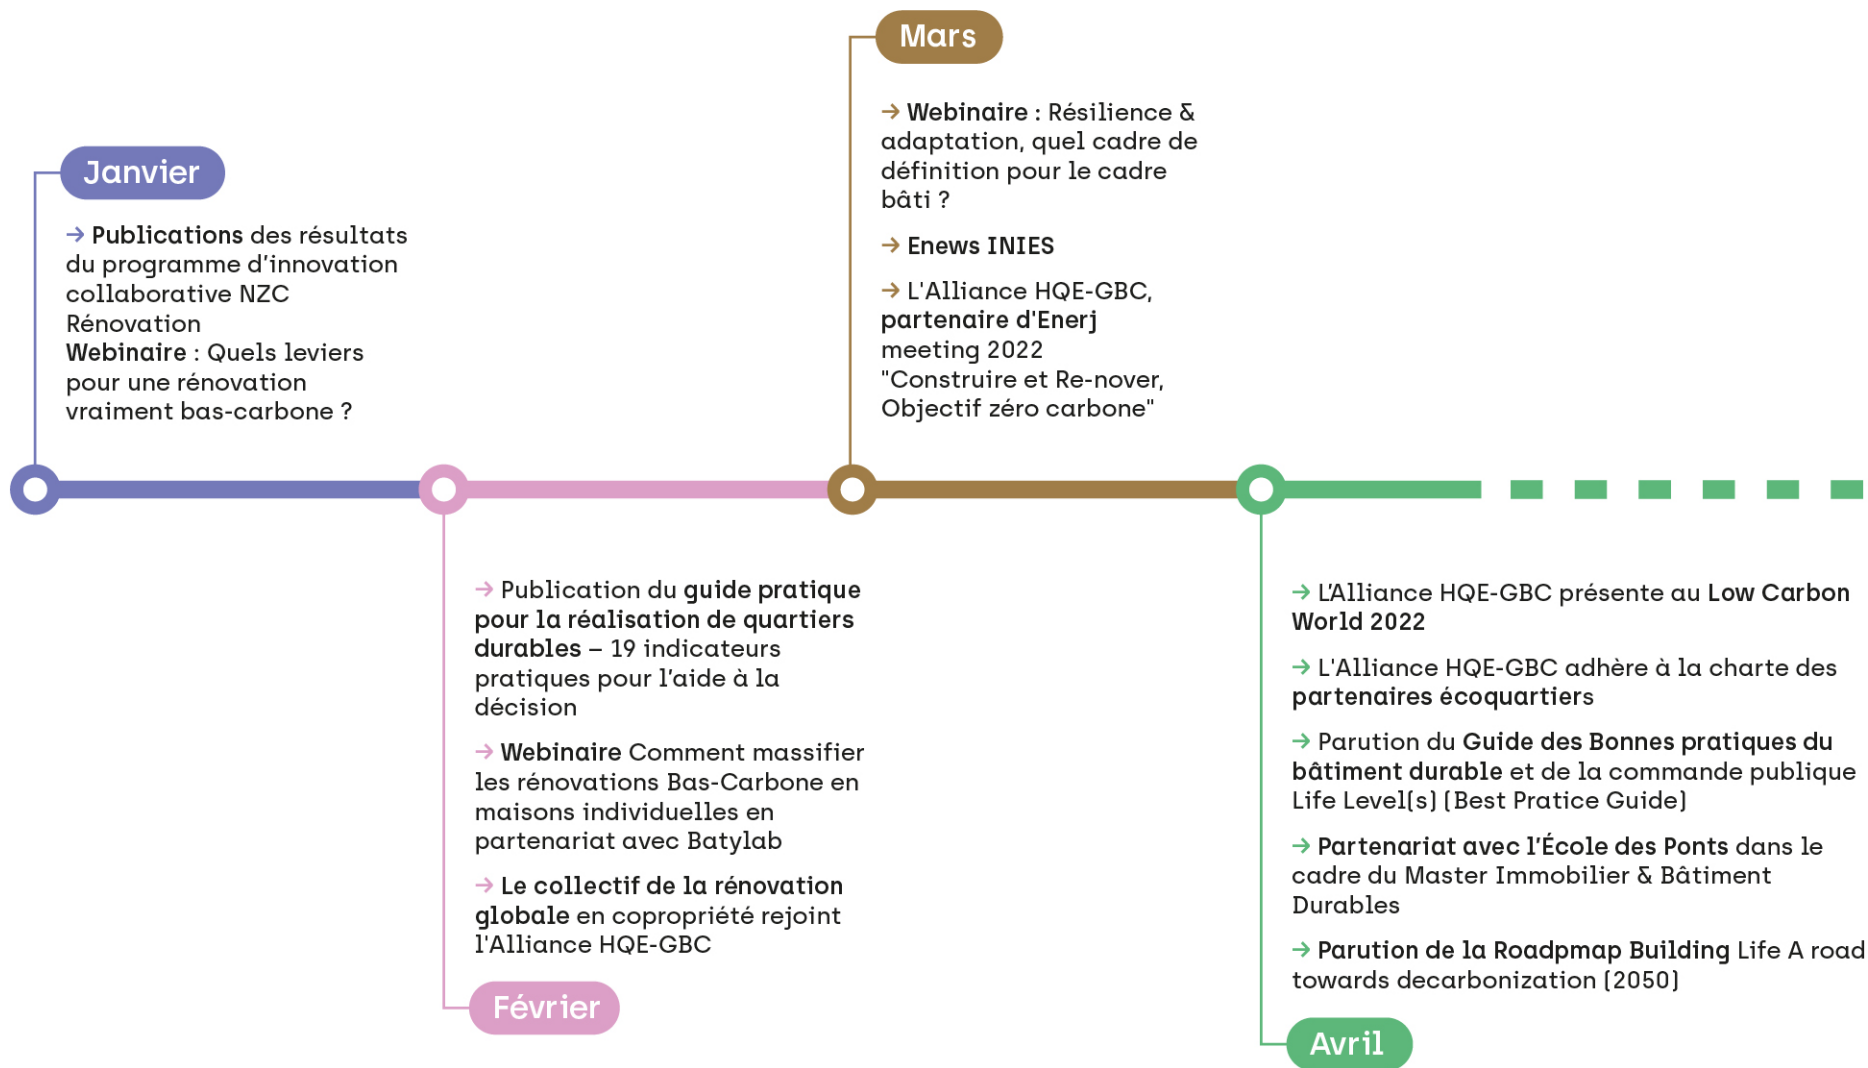 Janvier
→ Publications des résultats
du programme d’innovation
collaborative NZC
Rénovation
Webinaire : Quels leviers
pour une rénovation
vraiment bas-carbone ?
→ Publication du guide pratique
pour la réalisation de quartiers
durables – 19 indicateurs
pratiques pour l’aide à la
décision
→ Webinaire Comment massifier
les rénovations Bas-Carbone en
maisons individuelles en
partenariat avec Batylab
→ Le collectif de la rénovation
globale en copropriété rejoint
l'Alliance HQE-GBC
Février
Mars
→ Webinaire : Résilience &
adaptation, quel cadre de
définition pour le cadre
bâti ?
→ Enews INIES
→ L'Alliance HQE-GBC,
partenaire d'Enerj
meeting 2022
"Construire et Re-nover,
Objectif zéro carbone"
→ L’Alliance HQE-GBC présente au Low Carbon
World 2022
→ L'Alliance HQE-GBC adhère à la charte des
partenaires écoquartiers
→ Parution du Guide des Bonnes pratiques du
bâtiment durable et de la commande publique
Life Level(s) (Best Pratice Guide)
→ Partenariat avec l’École des Ponts dans le
cadre du Master Immobilier & Bâtiment
Durables
→ Parution de la Roadpmap Building Life A road
towards decarbonization (2050)
Avril